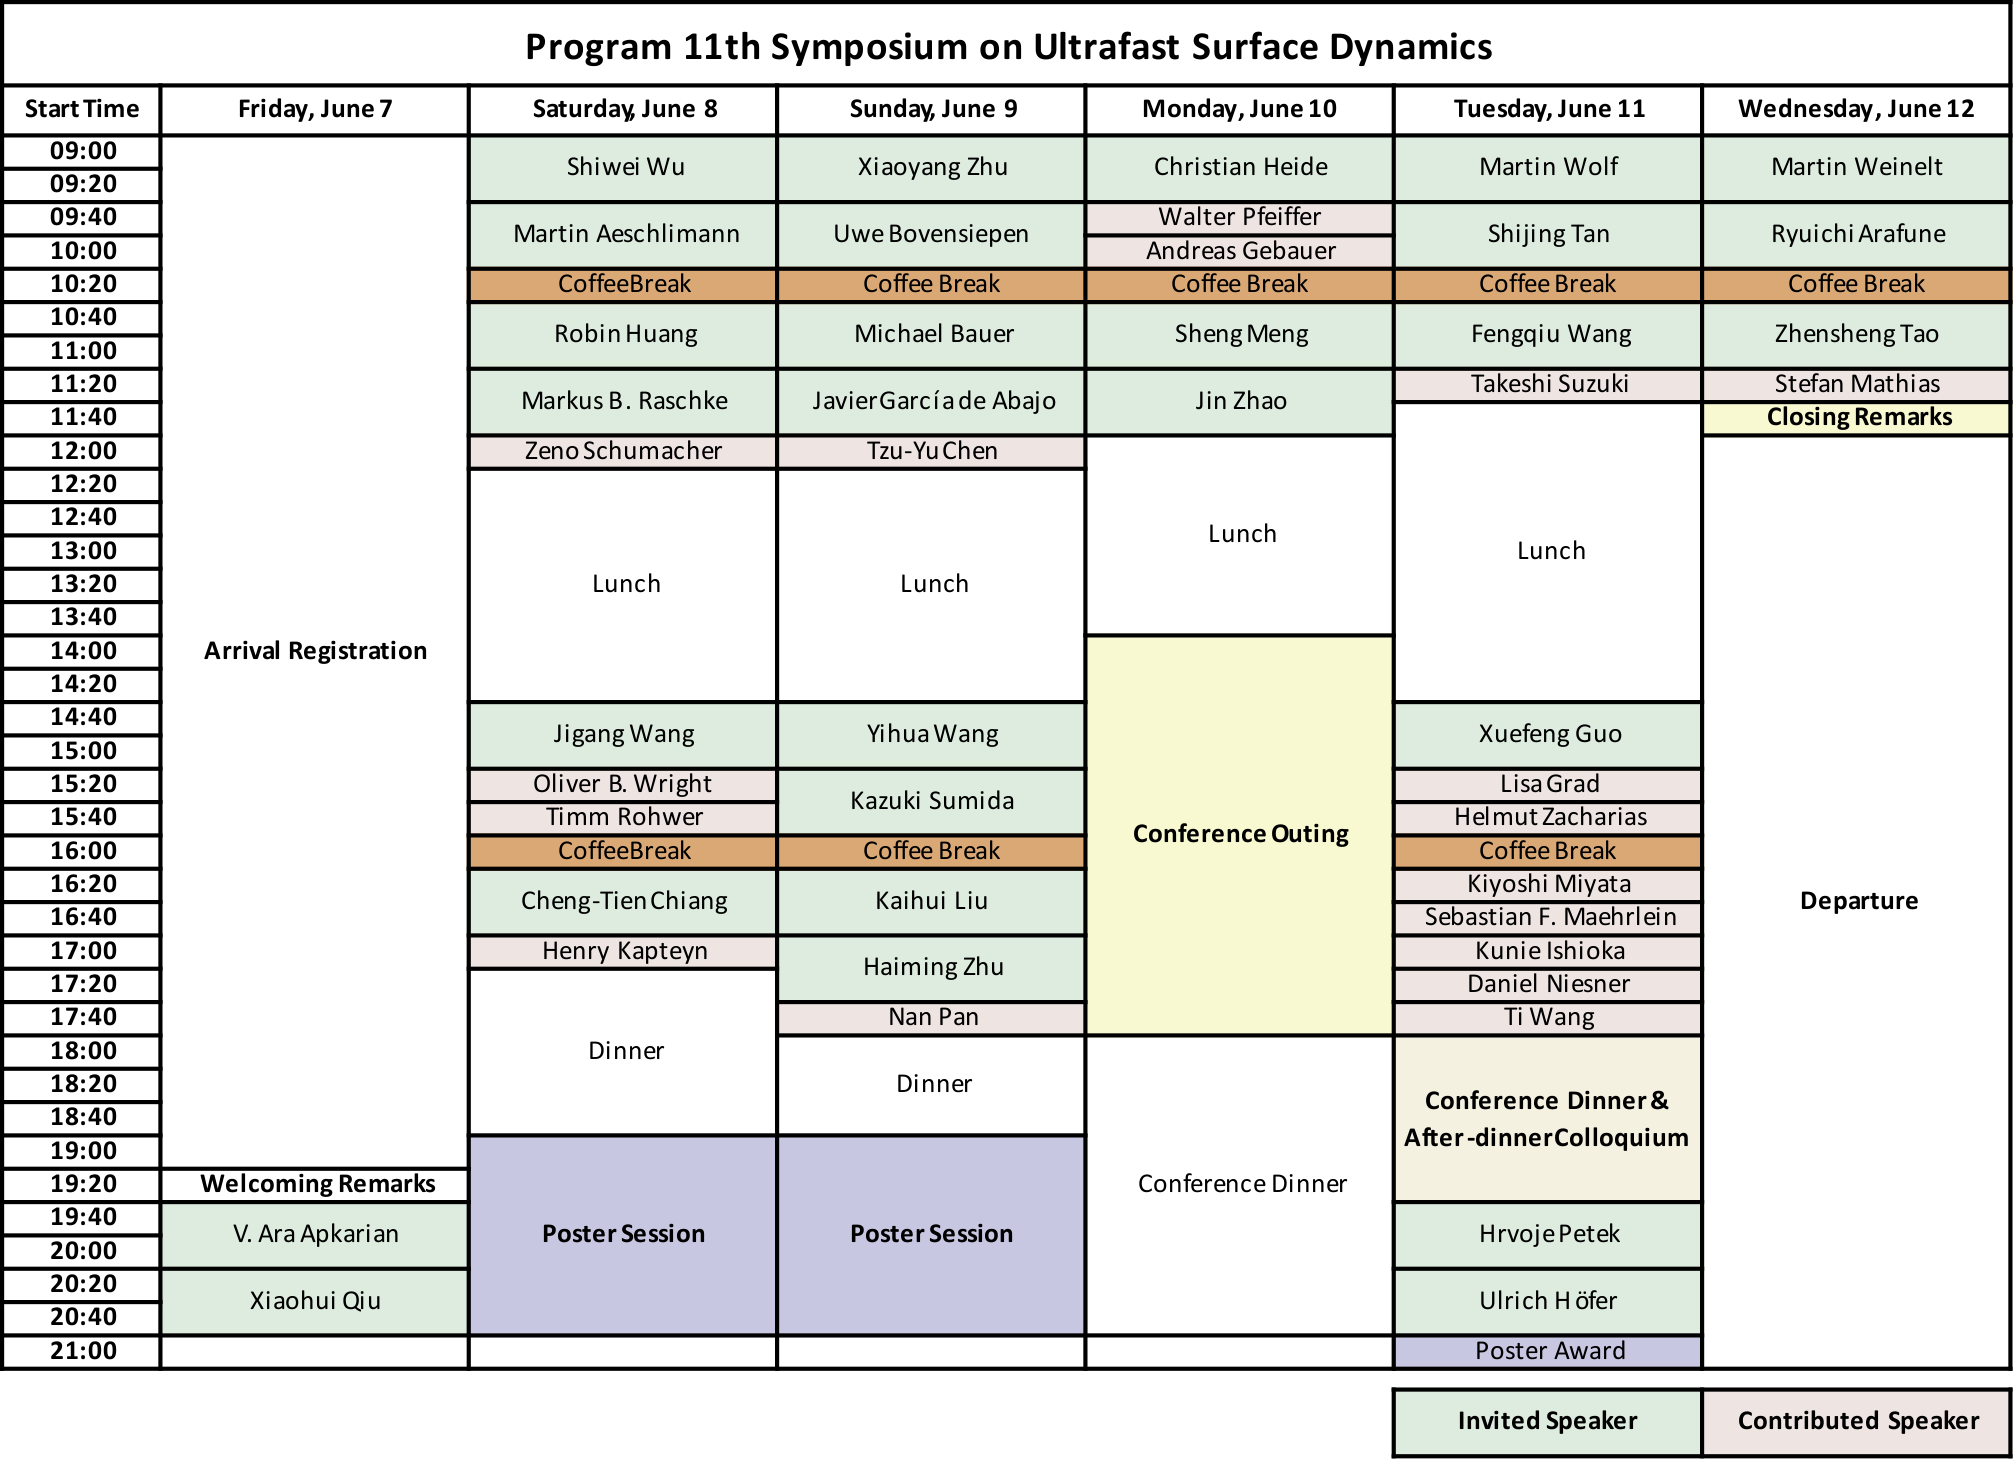 Program 11th Symposium on Ultrafast Surface Dynamics
Start Time Friday, June 7 Saturday, June 8 Sunday, June 9 Monday, June 10 Tuesday, June 11 Wednesday, June 12
09:00
Shiwei Wu Xiaoyang Zhu Christian Heide Martin Wolf Martin Weinelt
09:20
09:40 Walter Pfeiffer
Martin Aeschlimann Uwe Bovensiepen Shijing Tan Ryuichi Arafune
10:00 Andreas Gebauer
10:20 CoffeeBreak Coffee Break Coffee Break Coffee Break Coffee Break
10:40
Robin Huang Michael Bauer Sheng Meng Fengqiu Wang Zhensheng Tao
11:00
11:20 Takeshi Suzuki Stefan Mathias
Markus B. Raschke Javier García de Abajo Jin Zhao
11:40 Closing Remarks
12:00 Zeno Schumacher Tzu-Yu Chen
12:20
12:40
Lunch
13:00 Lunch
13:20 Lunch Lunch
13:40
14:00 Arrival Registration
14:20
14:40
Jigang Wang Yihua Wang Xuefeng Guo
15:00
15:20 Oliver B. Wright Lisa Grad
Kazuki Sumida
15:40 Timm Rohwer Helmut Zacharias
Conference Outing
16:00 CoffeeBreak Coffee Break Coffee Break
16:20 Kiyoshi Miyata
Cheng-Tien Chiang Kaihui Liu Departure
16:40 Sebastian F. Maehrlein
17:00 Henry Kapteyn Kunie Ishioka
Haiming Zhu
17:20 Daniel Niesner
17:40 Nan Pan Ti Wang
18:00 Dinner
18:20 Dinner
Conference Dinner &
18:40
After-dinner Colloquium
19:00
19:20 Welcoming Remarks Conference Dinner
19:40
V. Ara Apkarian Poster Session Poster Session Hrvoje Petek
20:00
20:20
Xiaohui Qiu Ulrich Höfer
20:40
21:00 Poster Award
Invited Speaker Contributed Speaker